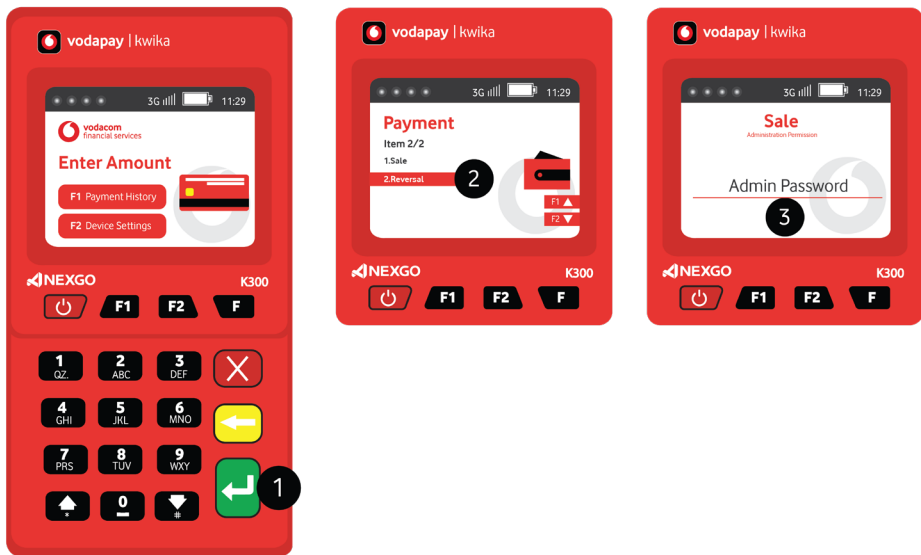 vodapay | kwika
3G 11:29
vodacom
financial services
Enter Amount
F1 Payment History
F2 Device Settings
NEXGO K300
F1 F2 F
1 2 3
QZ. ABC DEF
4 5 6
GHI JKL MNO
7 8 9
PRS TUV WXY
0
* #
1
vodapay | kwika
3G 11:29
Payment
Item 2/2
1.Sale
2.Reversal
2
F1
F2
NEXGO K300
F1 F2 F
vodapay | kwika
3G 11:29
Sale
Administration Permission
Admin Password
3
NEXGO K300
F1 F2 F